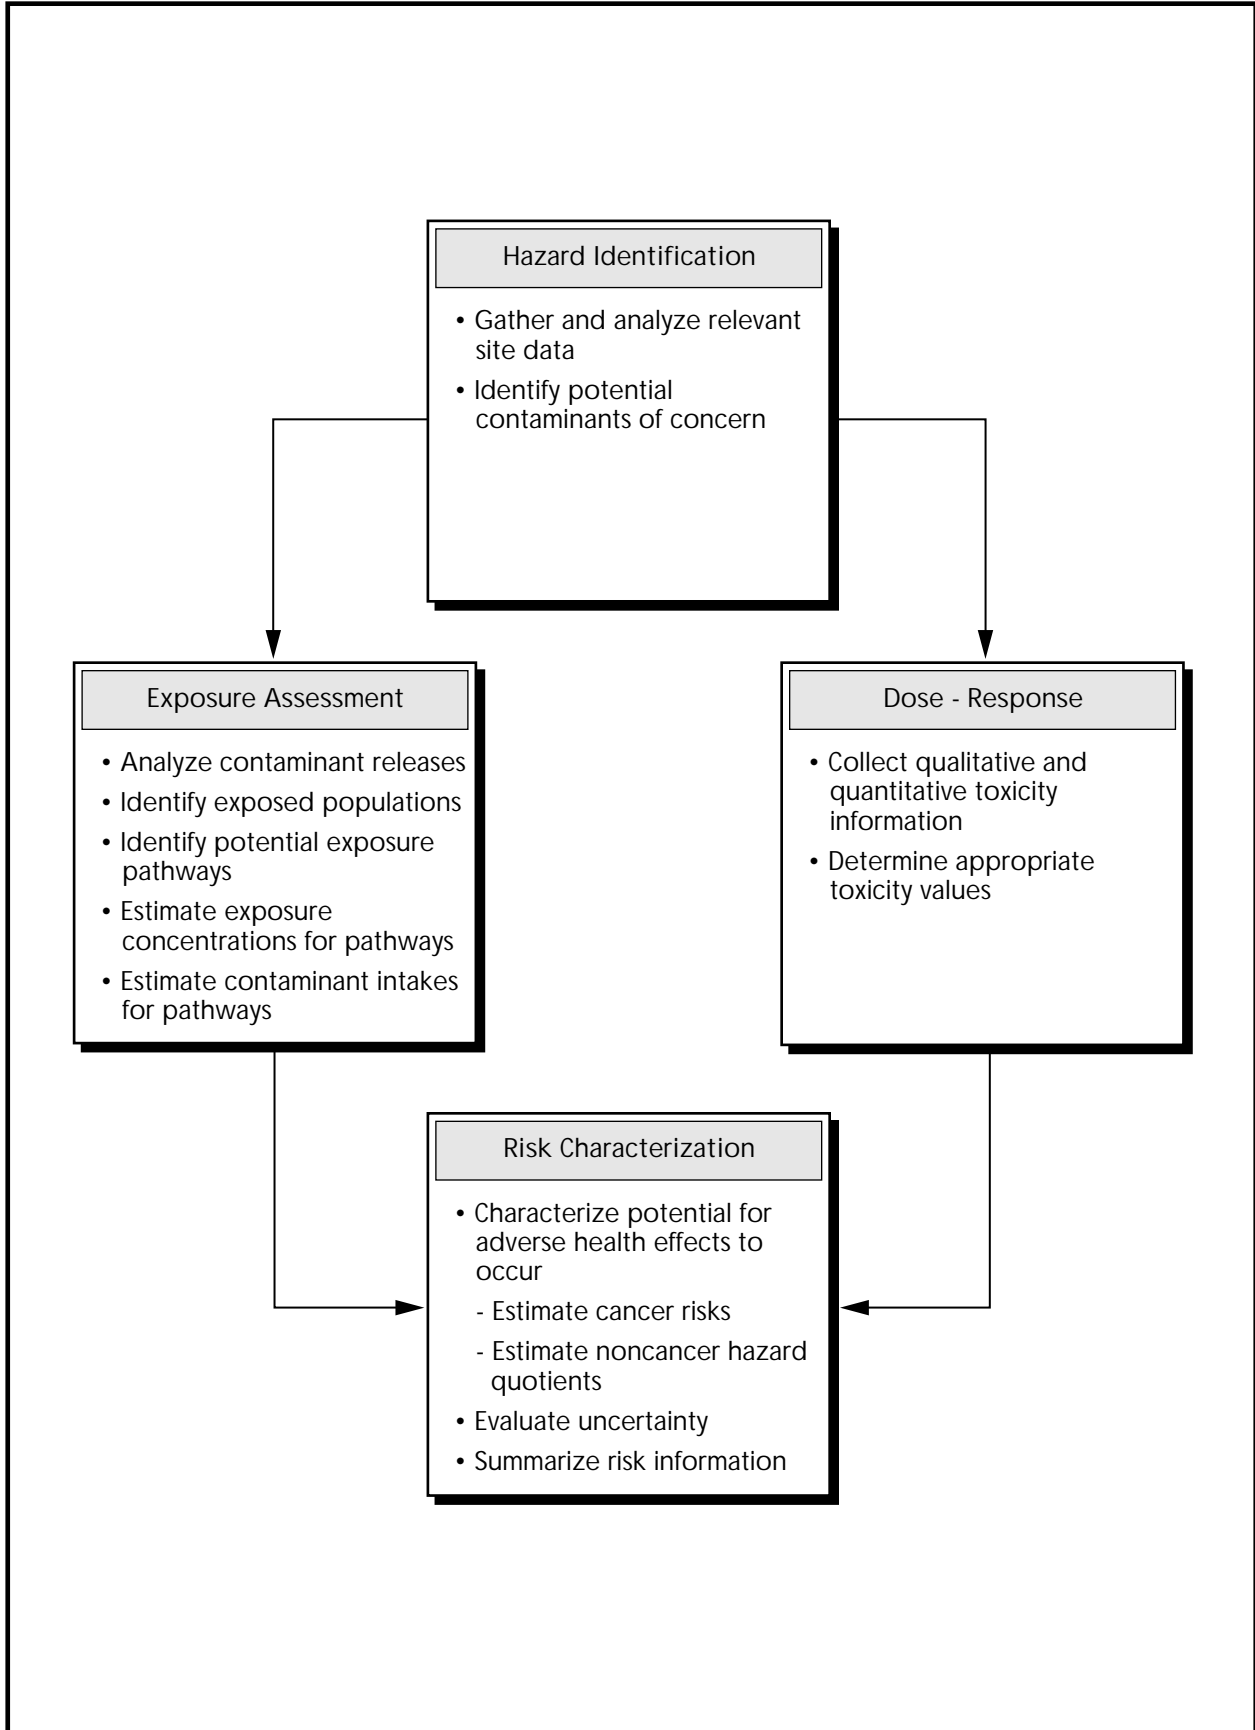 Hazard Identification
• Gather and analyze relevant
site data
• Identify potential
contaminants of concern
Exposure Assessment
• Analyze contaminant releases
• Identify exposed populations
• Identify potential exposure
pathways
• Estimate exposure
concentrations for pathways
• Estimate contaminant intakes
for pathways
Dose - Response
• Collect qualitative and
quantitative toxicity
information
• Determine appropriate
toxicity values
Risk Characterization
• Characterize potential for
adverse health effects to
occur
- Estimate cancer risks
- Estimate noncancer hazard
quotients
• Evaluate uncertainty
• Summarize risk information